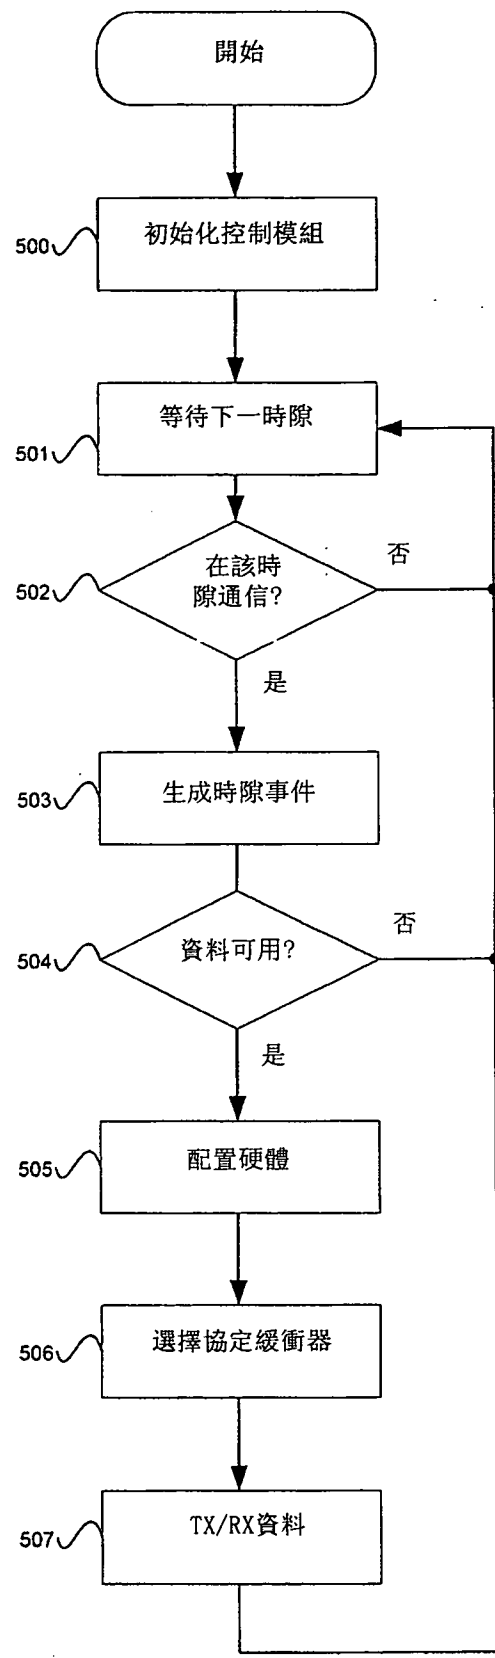 開始
500
初始化控制模組
501
等待下一時隙
502
在該時
隙通信?
否
是
503
生成時隙事件
504
資料可用?
否
是
505
配置硬體
506
選擇協定緩衝器
507
TX/RX資料